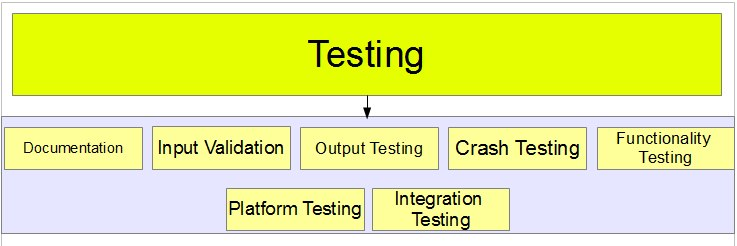 Testing
Documentation
Input Validation
Output Testing
Crash Testing
Functionality
Testing
Platform Testing
Integration
Testing